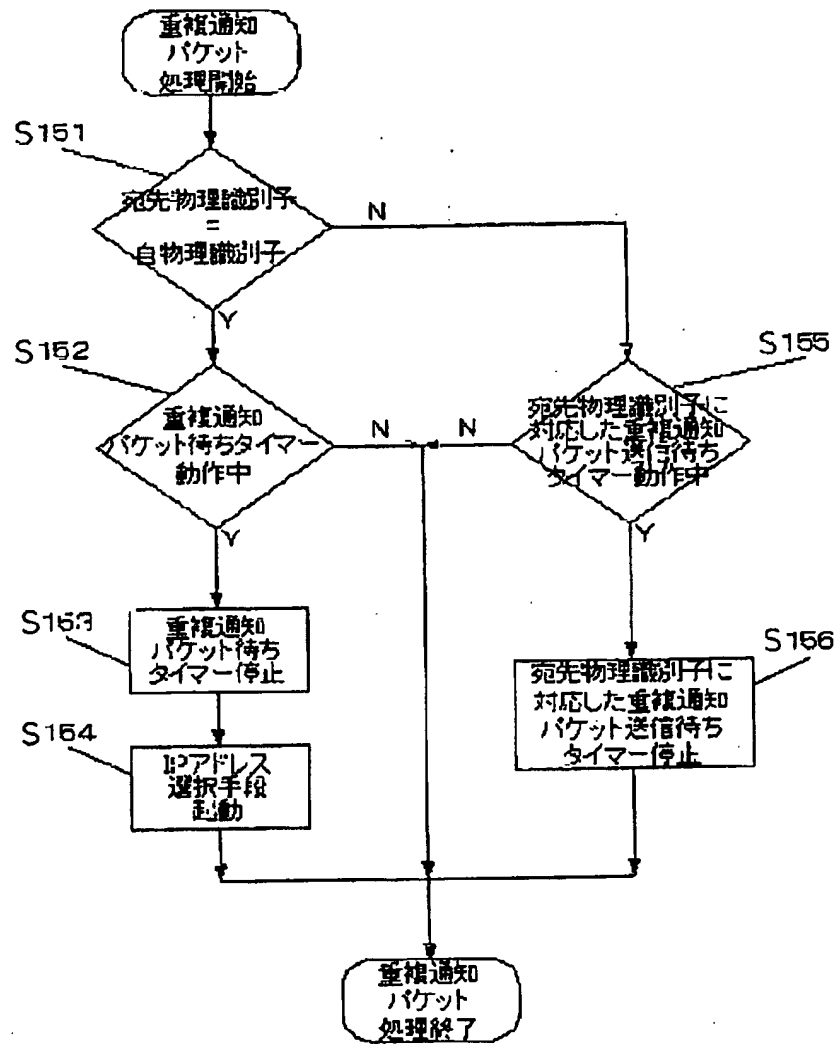 重複通知
パケット
処理開始
S151
宛先物理識別子
=
自物理識別子
N
Y
S152
重複通知
パケット待ちタイマー
動作中
N
Y
S155
宛先物理識別子に
対応した重複通知
パケット送信待ち
タイマー動作中
N
Y
S153
重複通知
パケット待ち
タイマー停止
S154
IPアドレス
選択手段
起動
S156
宛先物理識別子に
対応した重複通知
パケット送信待ち
タイマー停止
重複通知
パケット
処理終了